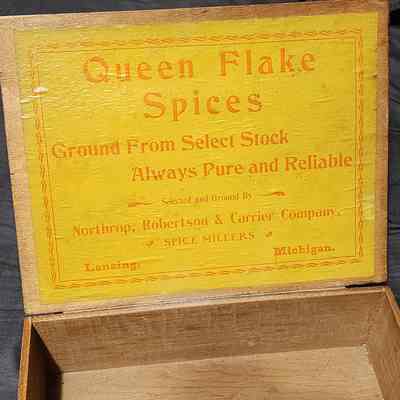 Queen Flake
Spices
Ground From Select Stock
Always Pure and Reliable
Selected and Ground By
Northrop, Robertson & Carrier Company,
SPICE MILLERS
Lansing, Michigan.